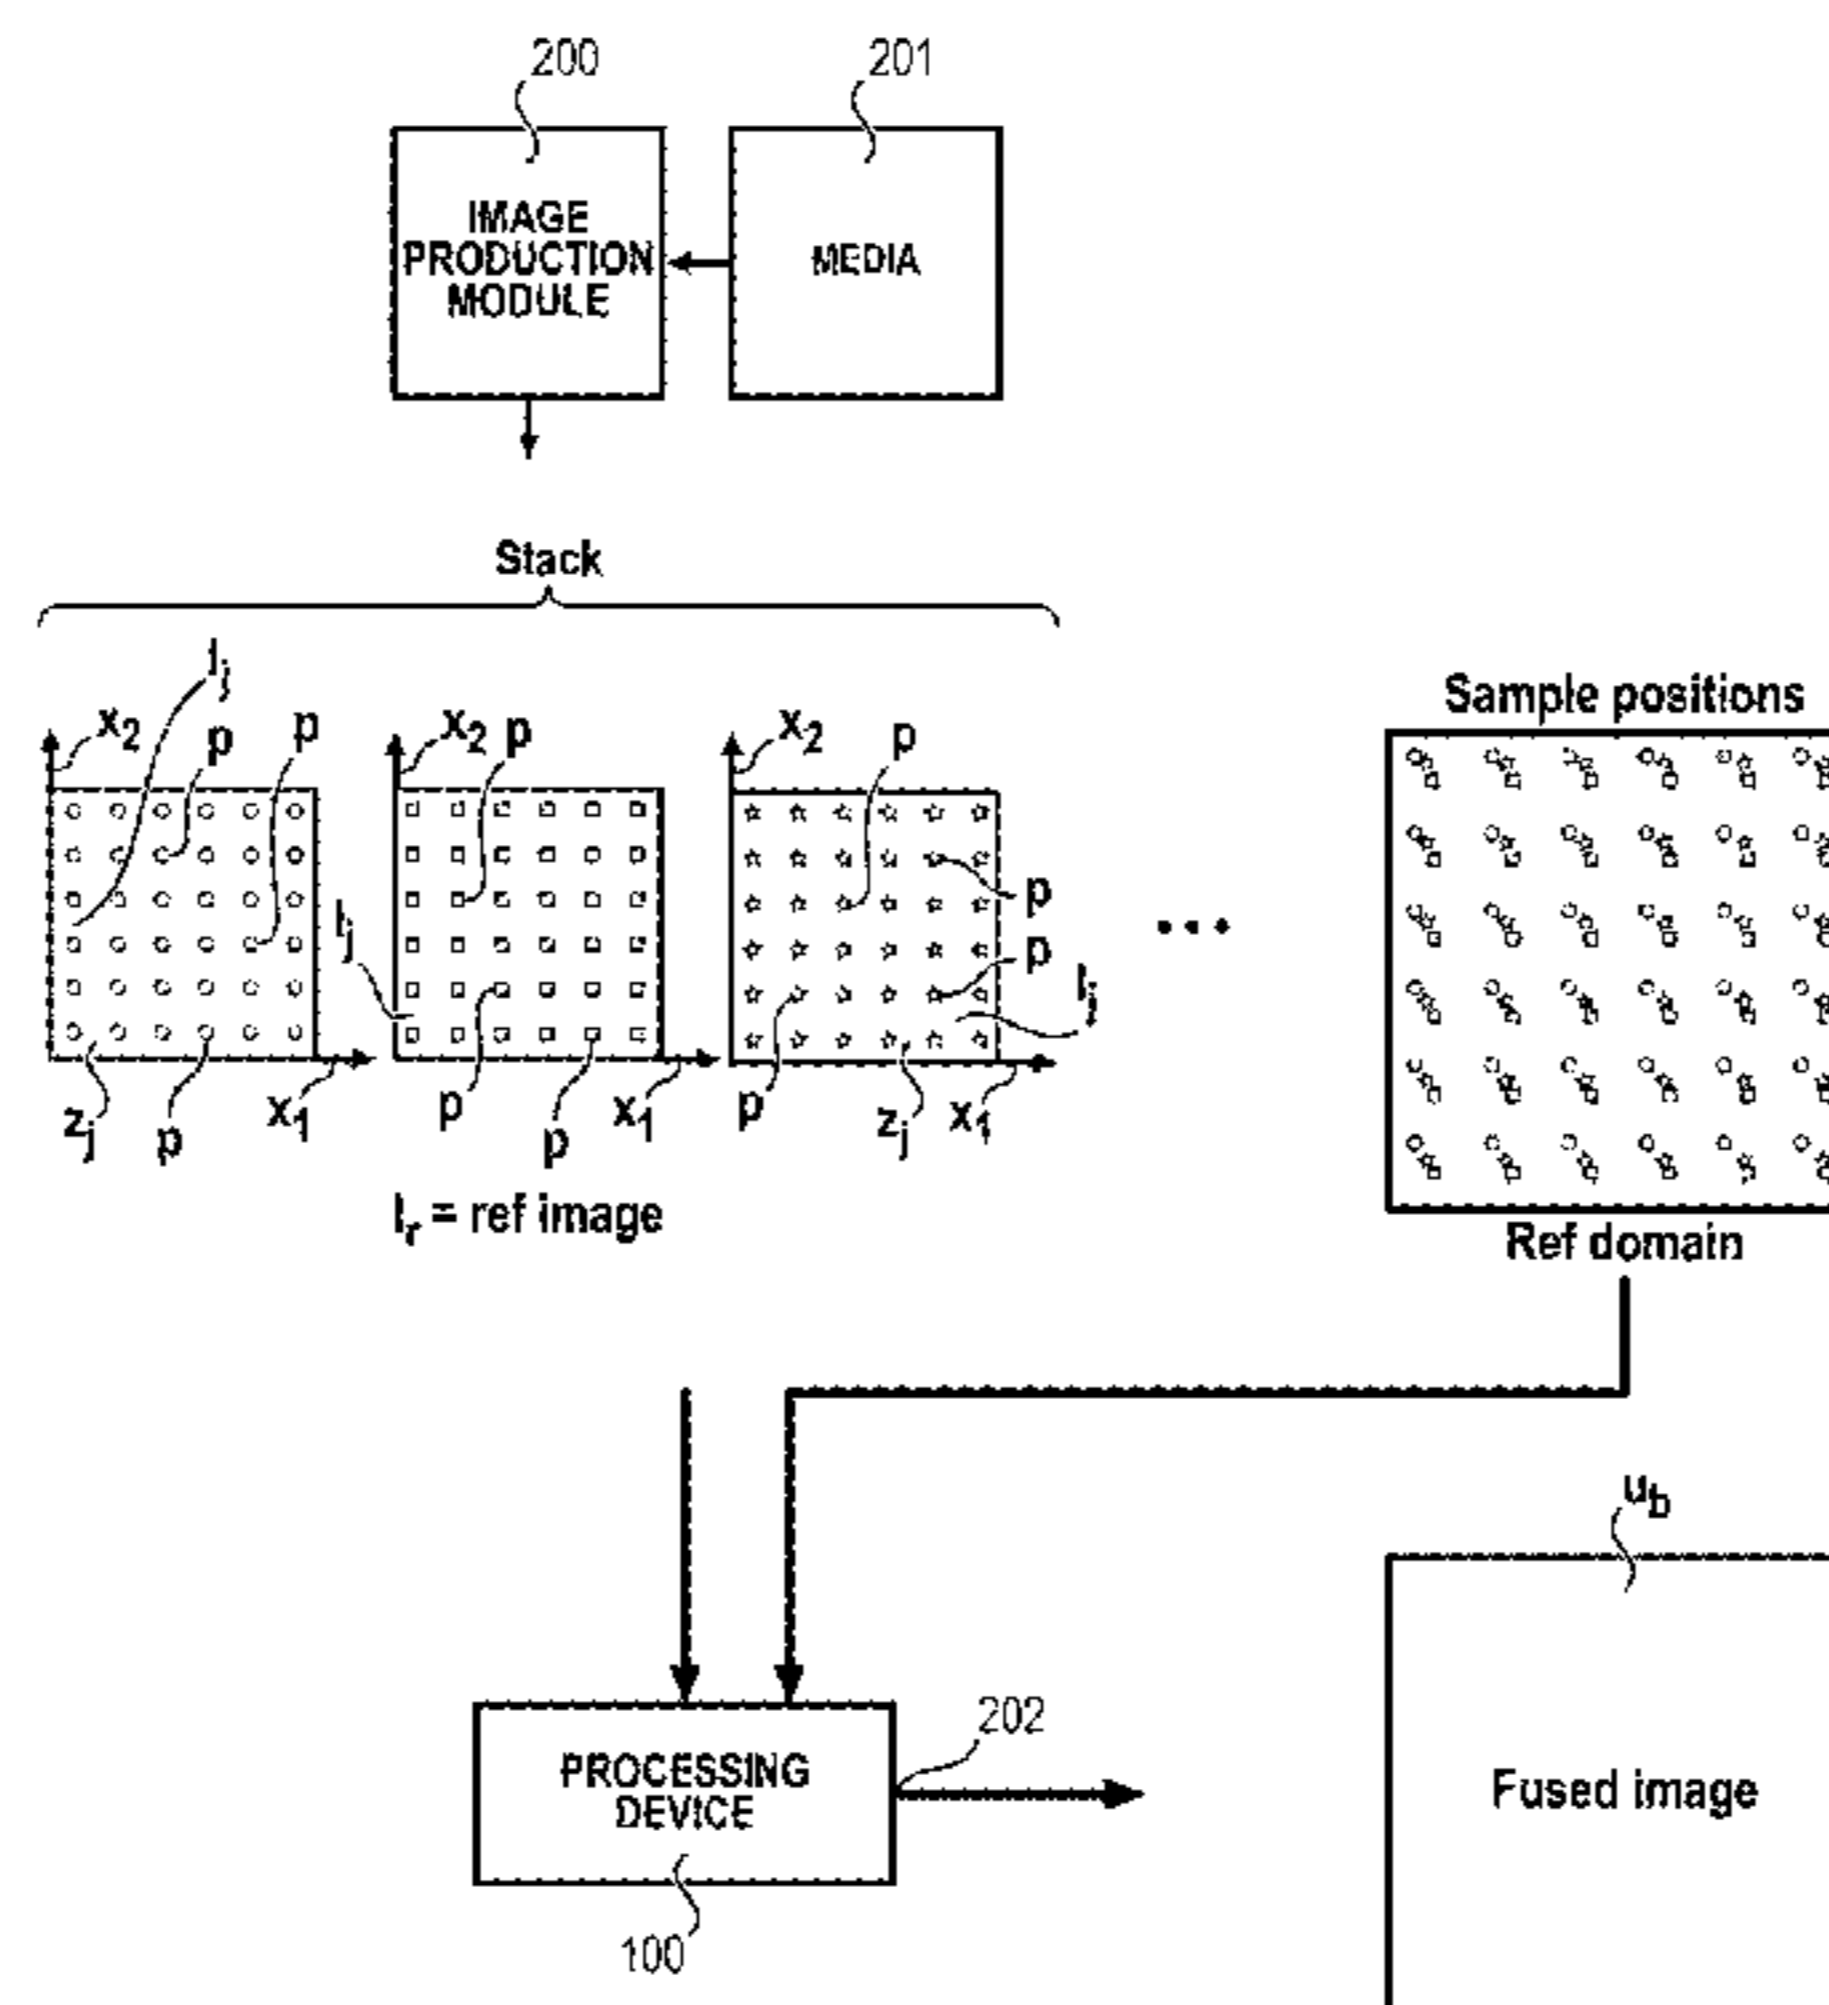 200
201
IMAGE
PRODUCTION
MODULE
MEDIA
Stack
Ij
x2
p
p
x2
p
x2
p
Sample positions
Ij
p
p
Ij
...
zj
p
x1
p
p
x1
p
zj
x1
Ir = ref image
Ref domain
ub
202
PROCESSING
DEVICE
Fused image
100